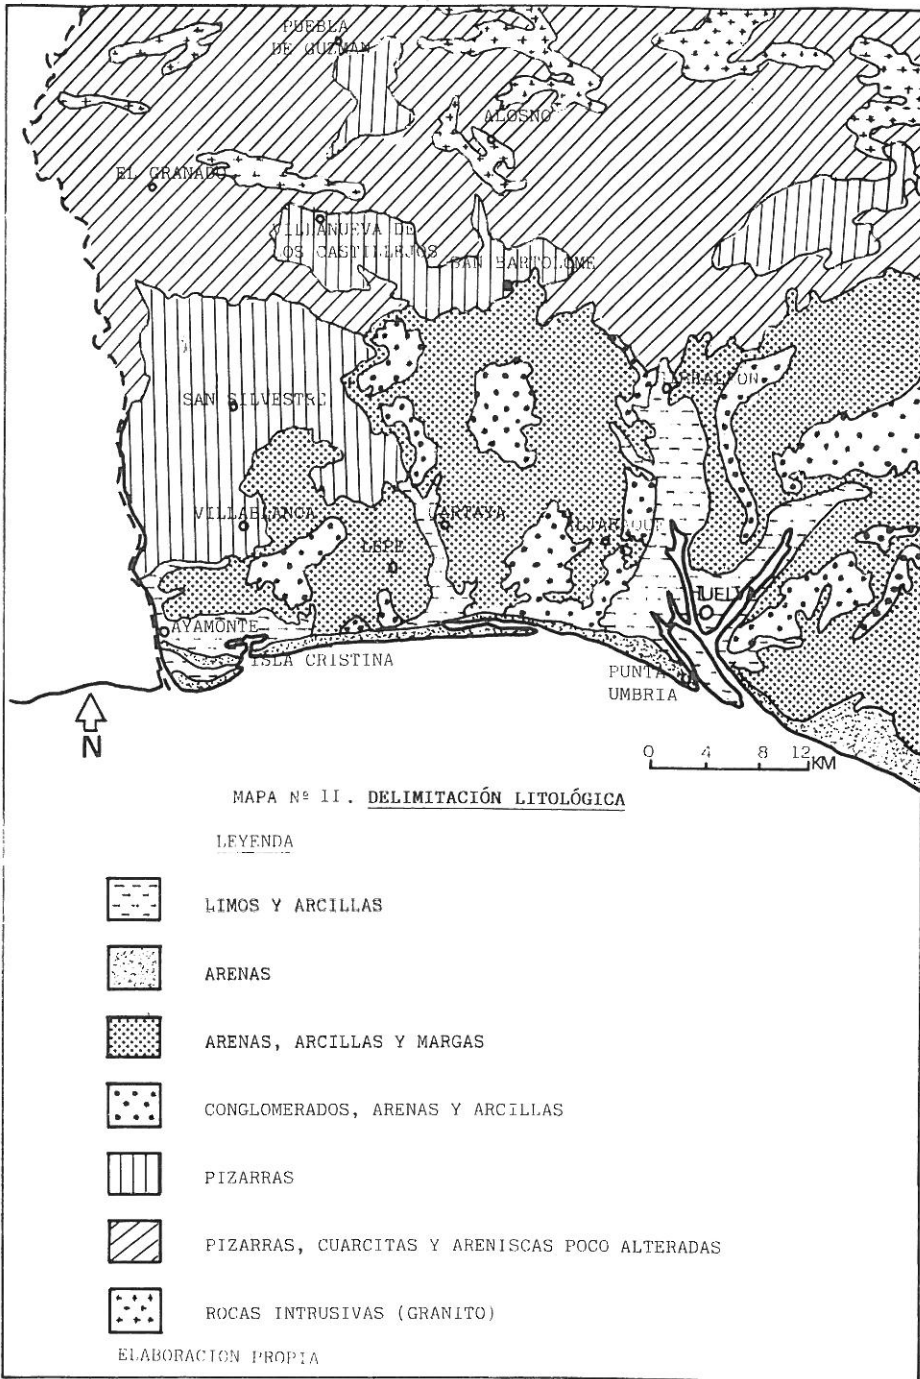 PUEBLA
DE GUZMAN
ALOSNO
EL GRANADO
VILLANUEVA DE
LOS CASTILLEJOS
SAN BARTOLOME
SAN SILVESTRE
VILLABLANCA
CARTAYA
ALJARAQUE
LEPE
HUELVA
AYAMONTE
ISLA CRISTINA
PUNTA
UMBRIA
N
0 4 8 12 KM
MAPA Nº II. DELIMITACIÓN LITOLÓGICA
LEYENDA
LIMOS Y ARCILLAS
ARENAS
ARENAS, ARCILLAS Y MARGAS
CONGLOMERADOS, ARENAS Y ARCILLAS
PIZARRAS
PIZARRAS, CUARCITAS Y ARENISCAS POCO ALTERADAS
ROCAS INTRUSIVAS (GRANITO)
ELABORACION PROPIA